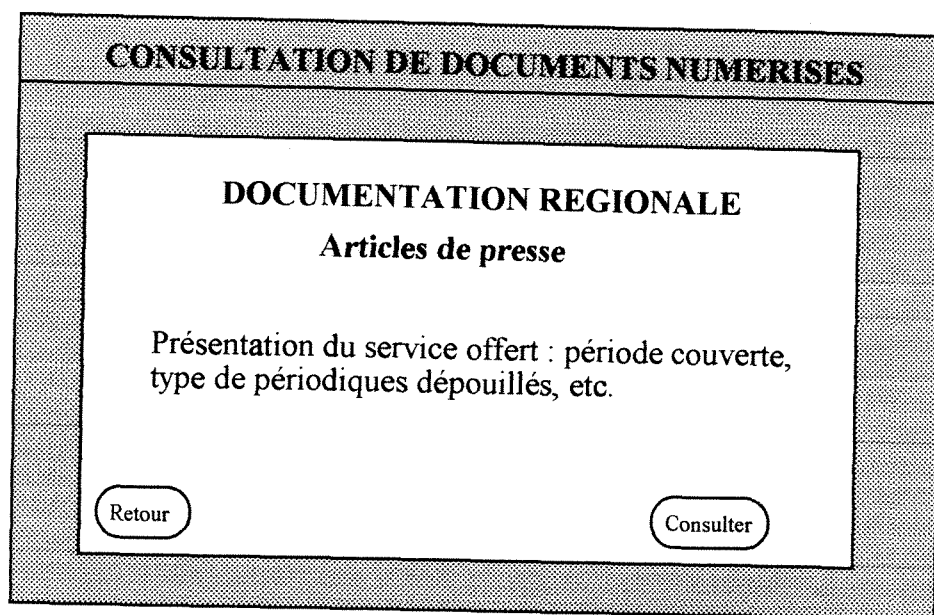 CONSULTATION DE DOCUMENTS NUMERISES
DOCUMENTATION REGIONALE
Articles de presse
Présentation du service offert : période couverte,
type de périodiques dépouillés, etc.
Retour
Consulter